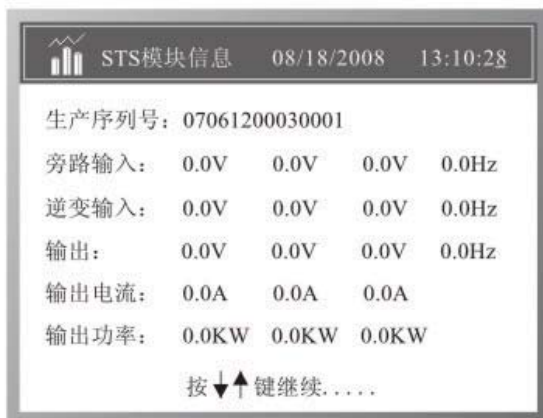 STS模块信息 08/18/2008 13:10:28
生产序列号：07061200030001
旁路输入： 0.0V 0.0V 0.0V 0.0Hz
逆变输入： 0.0V 0.0V 0.0V 0.0Hz
输出： 0.0V 0.0V 0.0V 0.0Hz
输出电流： 0.0A 0.0A 0.0A
输出功率： 0.0KW 0.0KW 0.0KW
按↓↑键继续.....